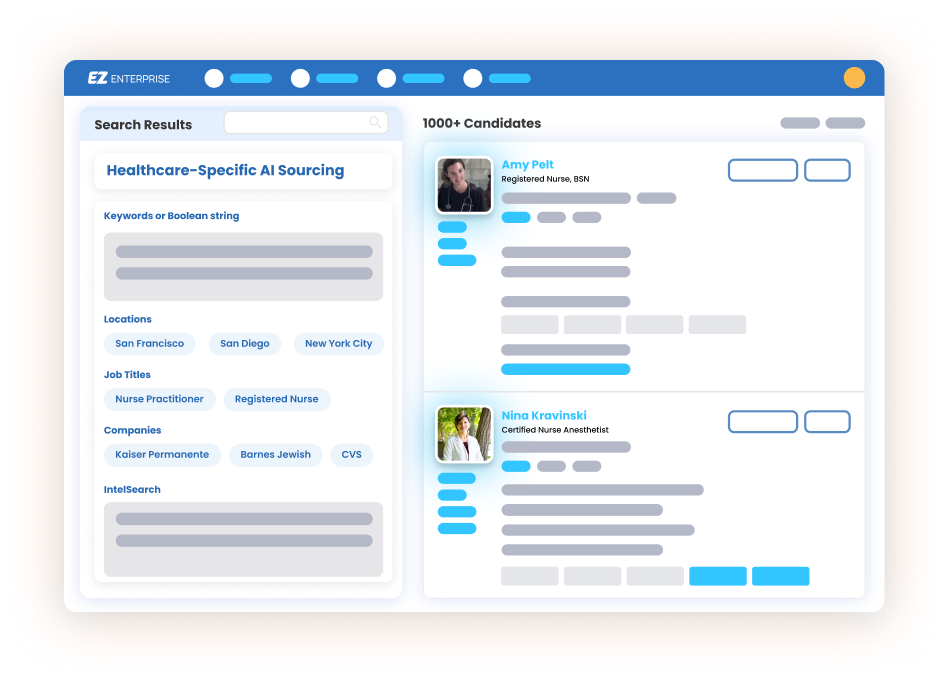 EZ ENTERPRISE
Search Results
Healthcare-Specific AI Sourcing
Keywords or Boolean string
Locations
San Francisco San Diego New York City
Job Titles
Nurse Practitioner Registered Nurse
Companies
Kaiser Permanente Barnes Jewish CVS
IntelSearch
1000+ Candidates
Amy Pelt
Registered Nurse, BSN
Nina Kravinski
Certified Nurse Anesthetist